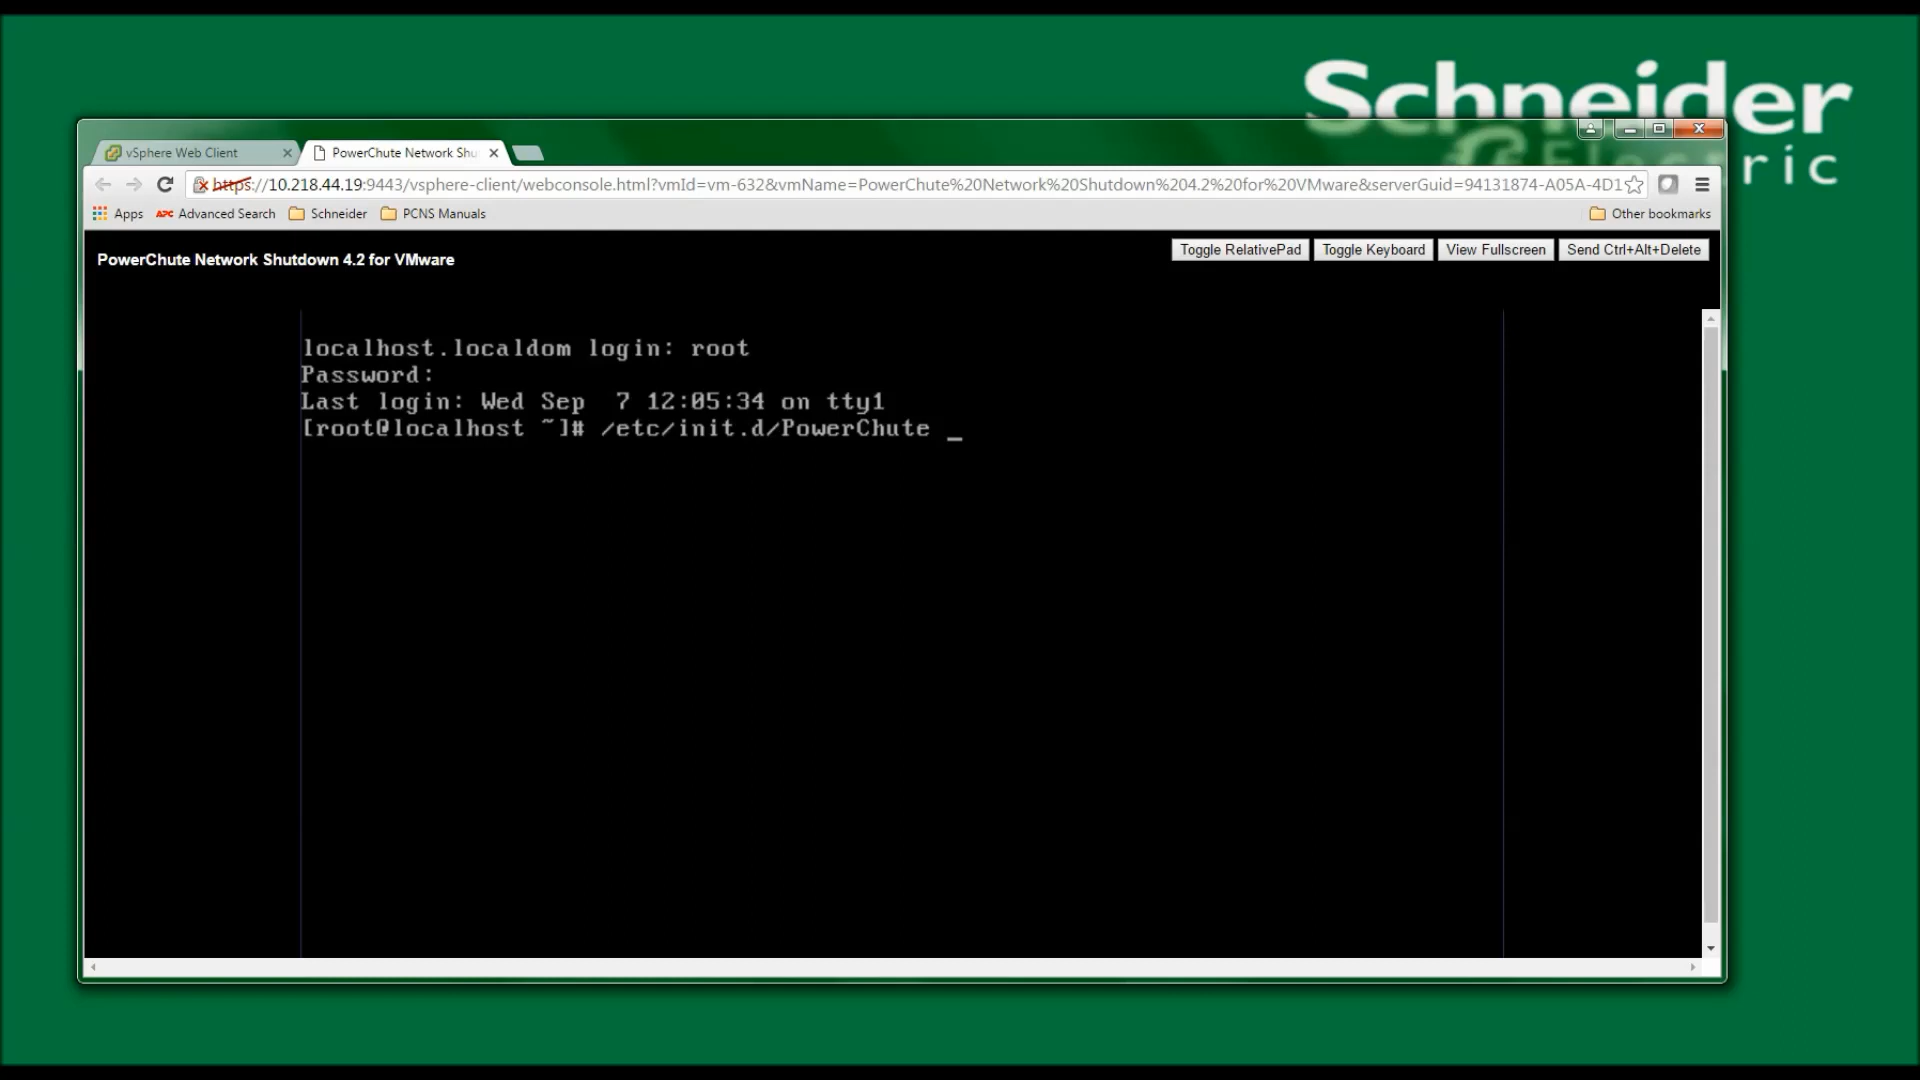 Schneider
Electric
vSphere Web Client
PowerChute Network Shu
https://10.218.44.19:9443/vsphere-client/webconsole.html?vmId=vm-632&vmName=PowerChute%20Network%20Shutdown%204.2%20for%20VMware&serverGuid=94131874-A05A-4D1
Apps
APC Advanced Search
Schneider
PCNS Manuals
Other bookmarks
PowerChute Network Shutdown 4.2 for VMware
Toggle RelativePad
Toggle Keyboard
View Fullscreen
Send Ctrl+Alt+Delete
localhost.localdom login: root
Password:
Last login: Wed Sep  7 12:05:34 on tty1
[root@localhost ~]# /etc/init.d/PowerChute _